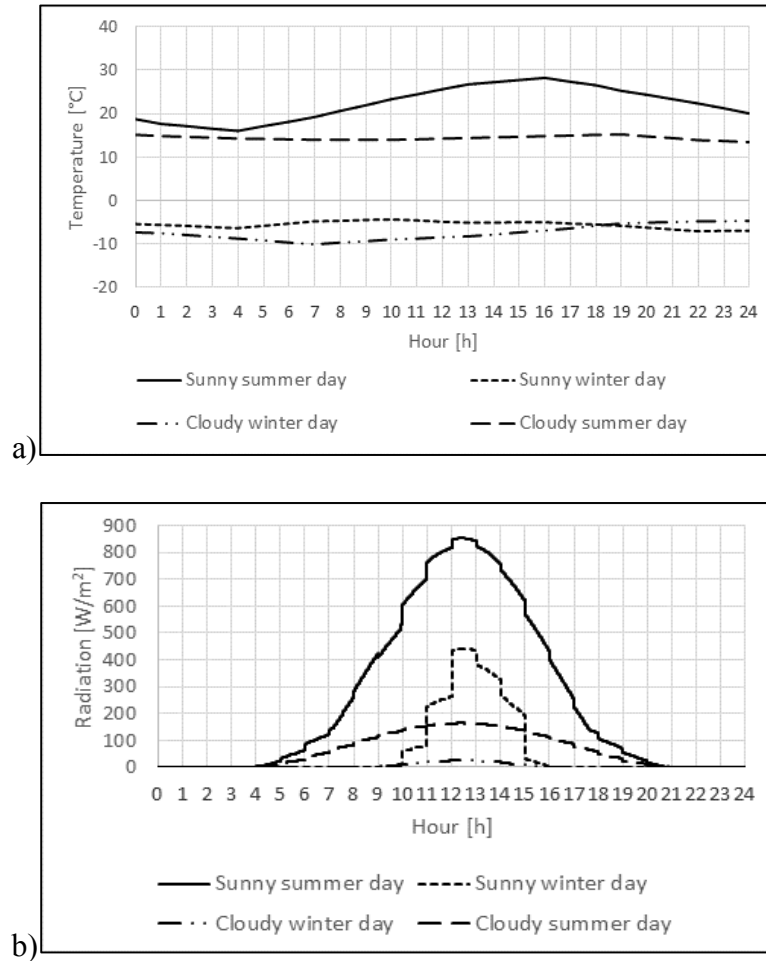 40
30
20
10
0
-10
-20
Temperature [°C]
0 1 2 3 4 5 6 7 8 9 10 11 12 13 14 15 16 17 18 19 20 21 22 23 24
Hour [h]
Sunny summer day Sunny winter day
Cloudy winter day Cloudy summer day
a)
900
800
700
600
500
400
300
200
100
0
Radiation [W/m²]
0 1 2 3 4 5 6 7 8 9 10 11 12 13 14 15 16 17 18 19 20 21 22 23 24
Hour [h]
Sunny summer day Sunny winter day
Cloudy winter day Cloudy summer day
b)